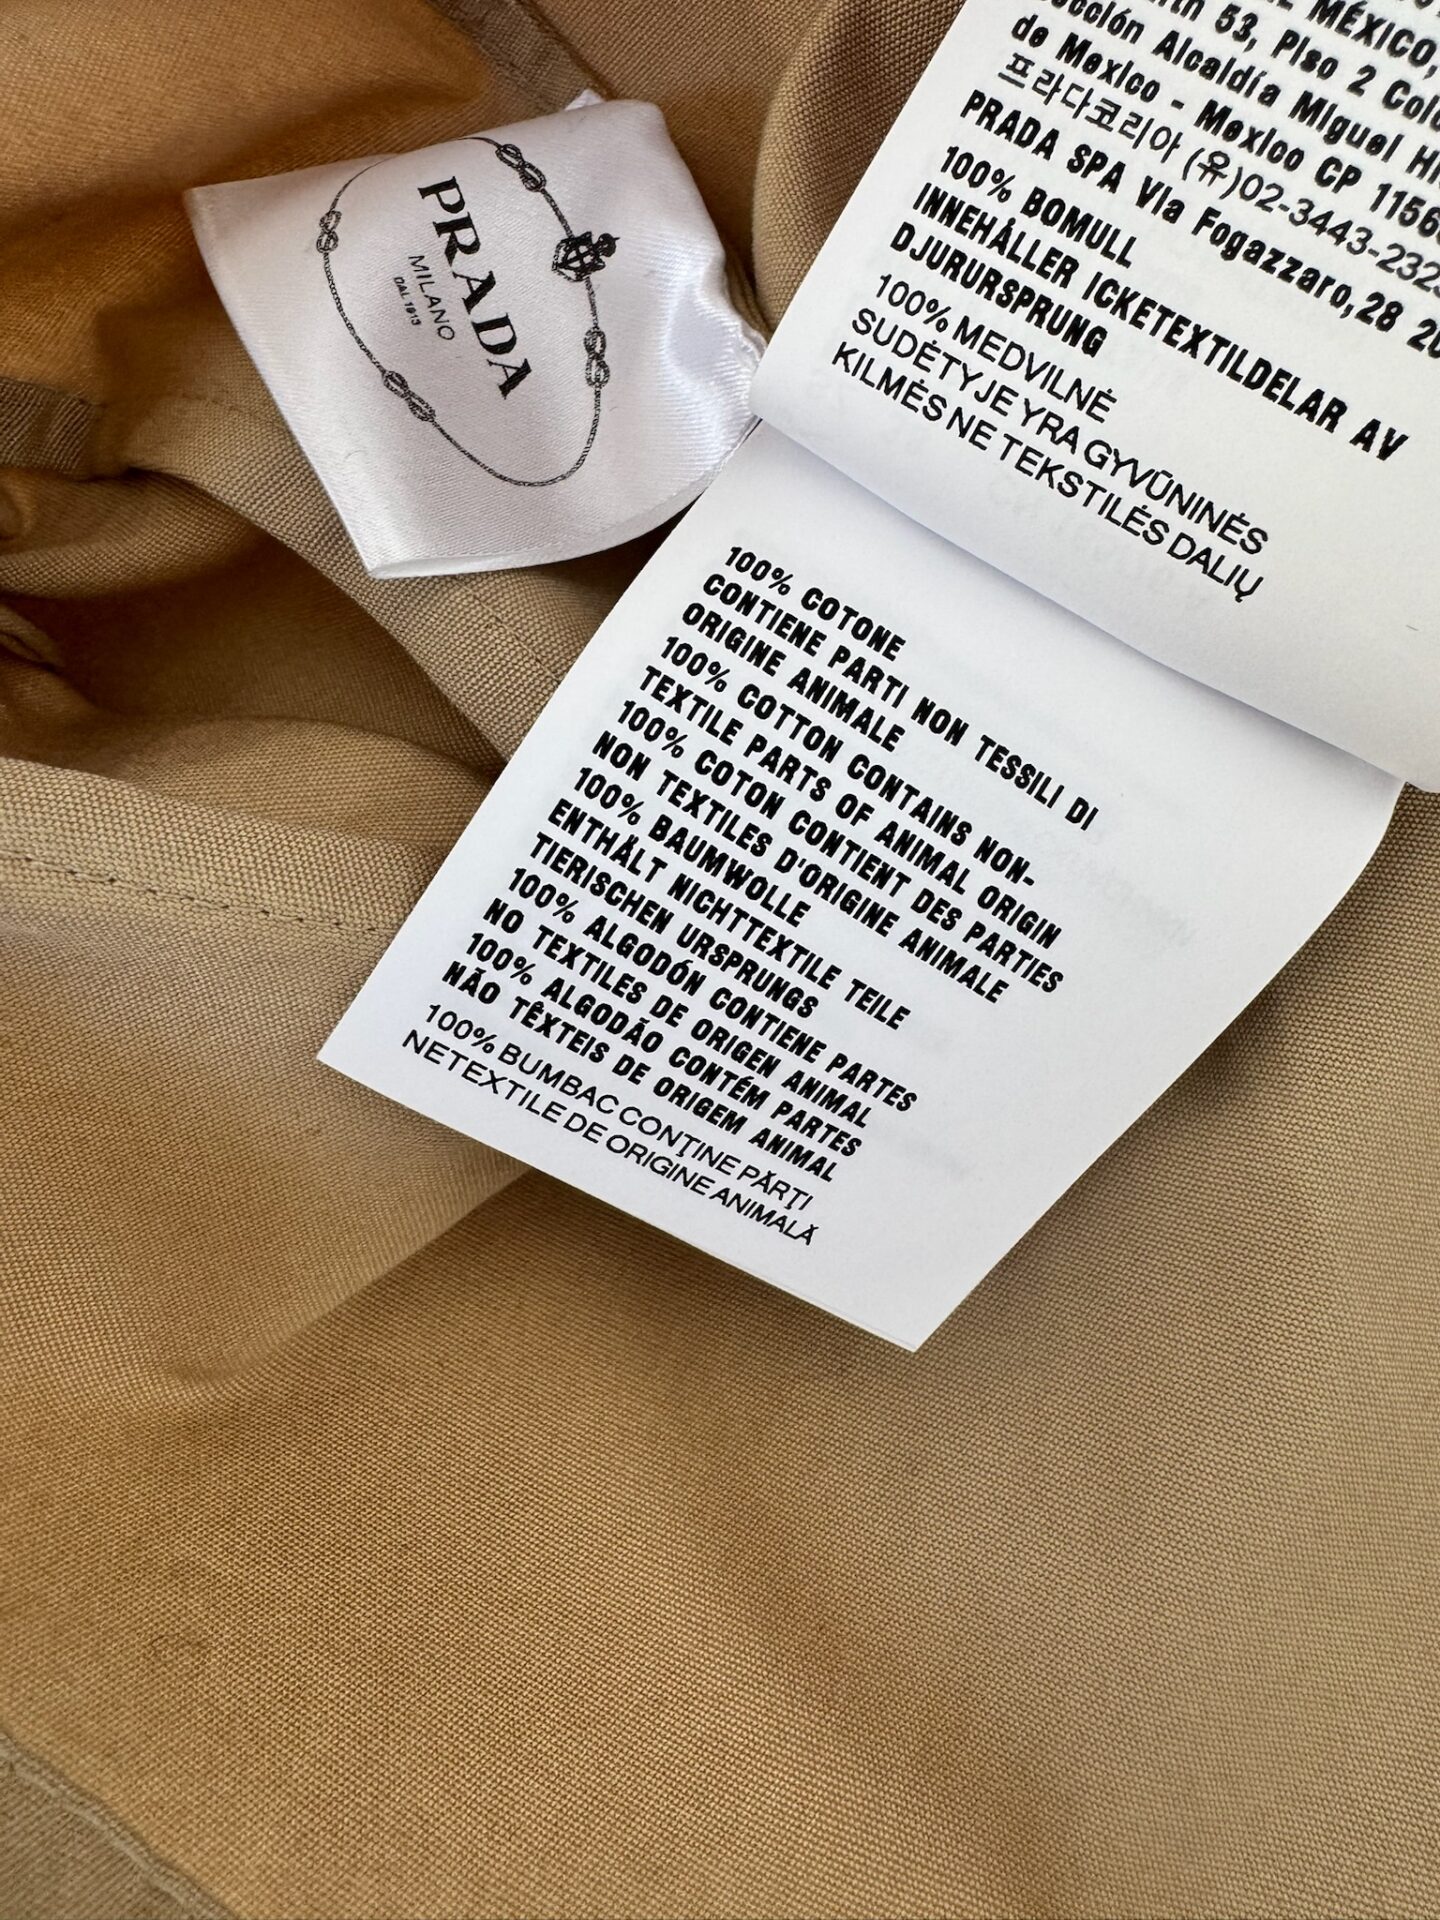 PRADA
MILANO
DAL 1913
MÉXICO,
53, Piso 2
Alcaldía Miguel
de Mexico - Mexico CP
프라다코리아 (유)02-3443-232
PRADA SPA Via Fogazzaro, 28
100% BOMULL
INNEHÅLLER ICKETEXTILDELAR AV
DJURURSPRUNG
100% MEDVILNĖ
SUDĖTYJE YRA GYVŪNINĖS
KILMĖS NE TEKSTILĖS DALIŲ
100% COTONE
CONTIENE PARTI NON TESSILI DI
ORIGINE ANIMALE
100% COTTON CONTAINS NON-
TEXTILE PARTS OF ANIMAL ORIGIN
100% COTON CONTIENT DES PARTIES
NON TEXTILES D'ORIGINE ANIMALE
100% BAUMWOLLE
ENTHÄLT NICHTTEXTILE TEILE
TIERISCHEN URSPRUNGS
100% ALGODÓN CONTIENE PARTES
NO TEXTILES DE ORIGEN ANIMAL
100% ALGODÃO CONTÉM PARTES
NÃO TÊXTEIS DE ORIGEM ANIMAL
100% BUMBAC CONŢINE PĂRŢI
NETEXTILE DE ORIGINE ANIMALĂ